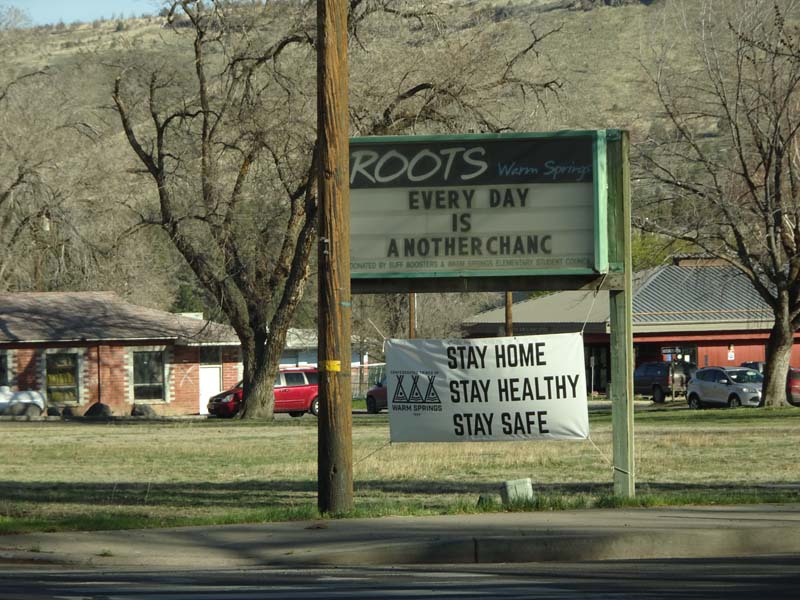 ROOTS Warm Springs
EVERY DAY
IS
ANOTHER CHANC
DONATED BY BUFF BOOSTERS & WARM SPRINGS ELEMENTARY STUDENT COUNCIL
STAY HOME
STAY HEALTHY
STAY SAFE
WARM SPRINGS